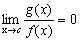 lim g(x)/f(x) = 0
x→c